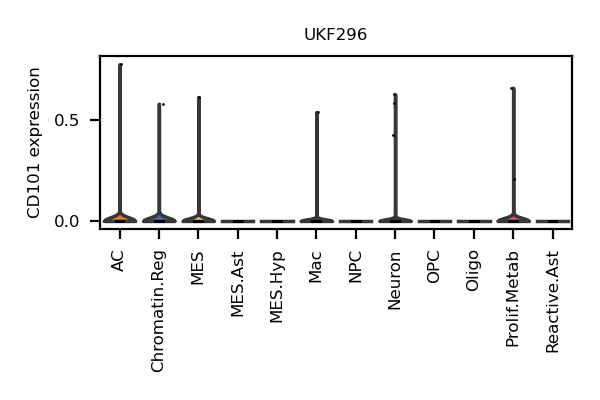 UKF296
CD101 expression
0.5
0.0
AC
Chromatin.Reg
MES
MES.Ast
MES.Hyp
Mac
NPC
Neuron
OPC
Oligo
Prolif.Metab
Reactive.Ast